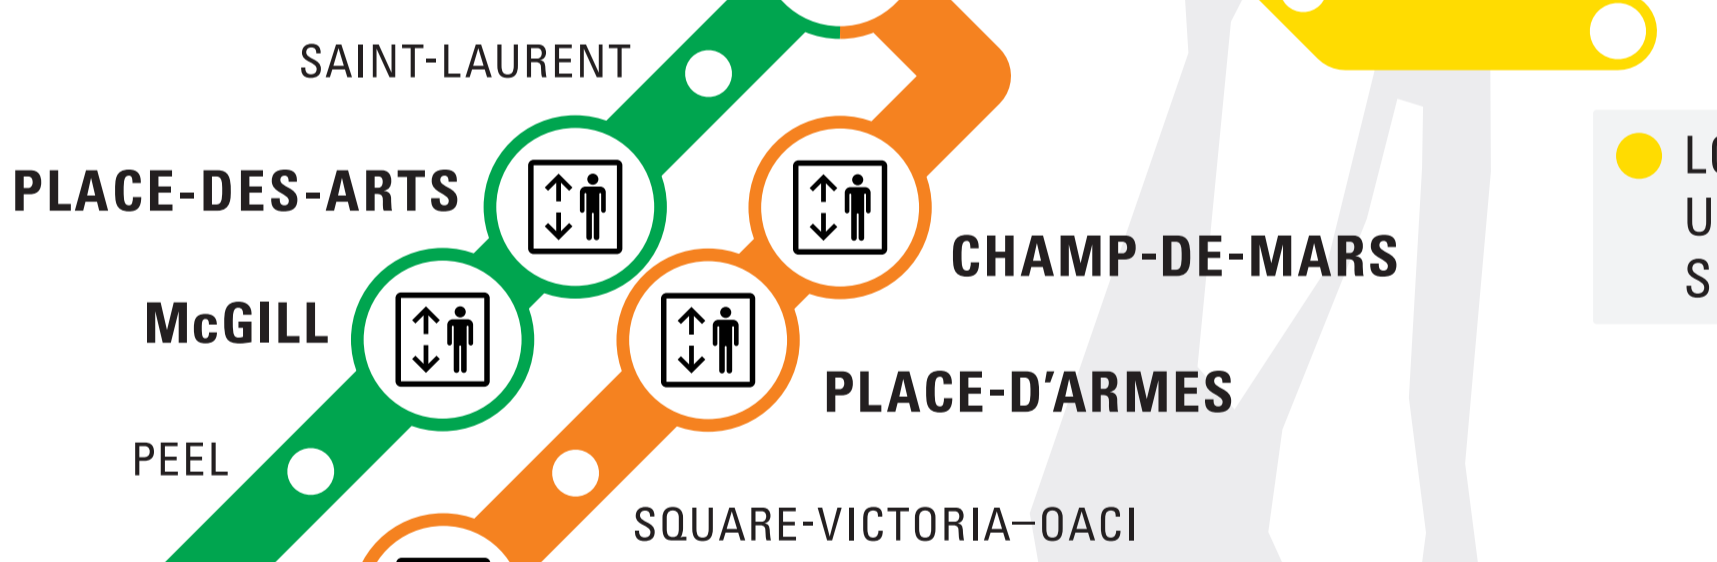 SAINT-LAURENT
PLACE-DES-ARTS
CHAMP-DE-MARS
McGILL
PLACE-D’ARMES
PEEL
SQUARE-VICTORIA–OACI